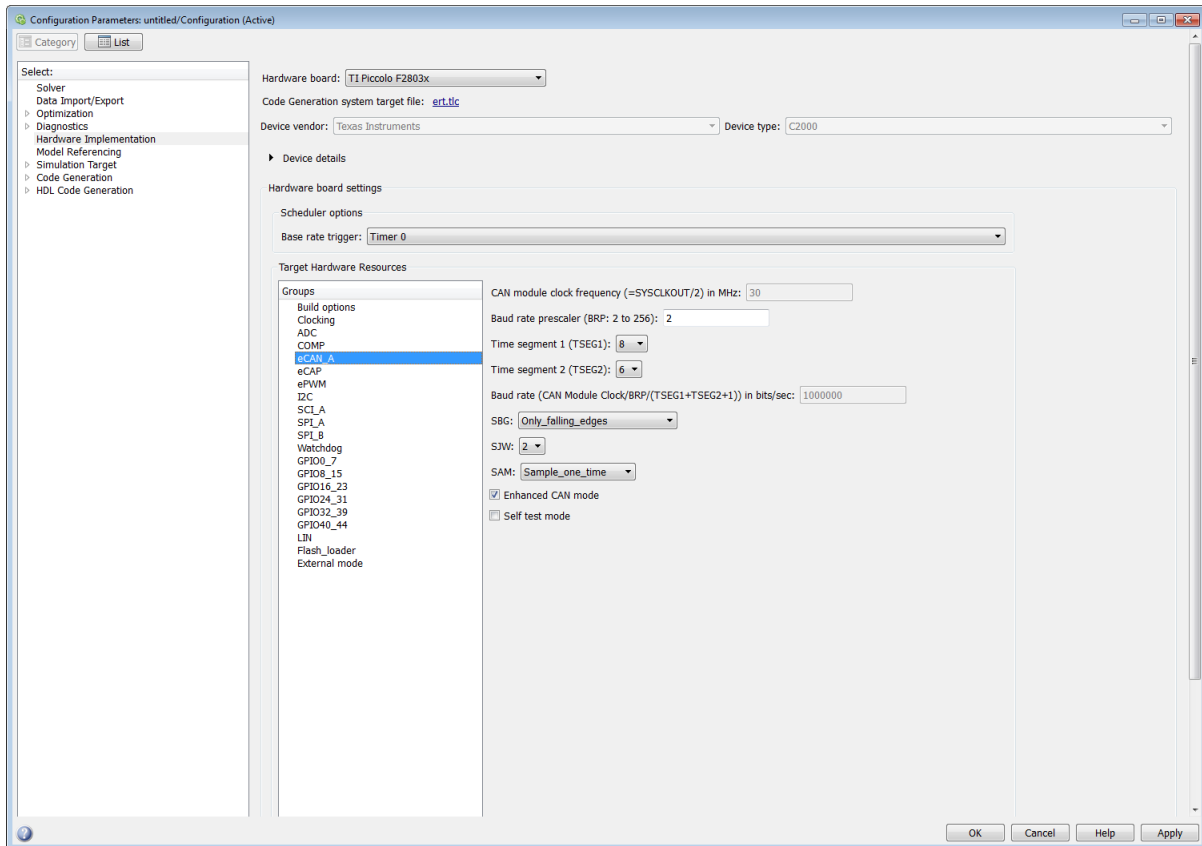 Configuration Parameters: untitled/Configuration (Active)
Category List
Select:
Solver
Data Import/Export
Optimization
Diagnostics
Hardware Implementation
Model Referencing
Simulation Target
Code Generation
HDL Code Generation
Hardware board: TI Piccolo F2803x
Code Generation system target file: ert.tlc
Device vendor: Texas Instruments Device type: C2000
Device details
Hardware board settings
Scheduler options
Base rate trigger: Timer 0
Target Hardware Resources
Groups
Build options
Clocking
ADC
COMP
eCAN_A
eCAP
ePWM
I2C
SCI_A
SPI_A
SPI_B
Watchdog
GPIO0_7
GPIO8_15
GPIO16_23
GPIO24_31
GPIO32_39
GPIO40_44
LIN
Flash_loader
External mode
CAN module clock frequency (=SYSCLKOUT/2) in MHz: 30
Baud rate prescaler (BRP: 2 to 256): 2
Time segment 1 (TSEG1): 8
Time segment 2 (TSEG2): 6
Baud rate (CAN Module Clock/BRP/(TSEG1+TSEG2+1)) in bits/sec: 1000000
SBG: Only_falling_edges
SJW: 2
SAM: Sample_one_time
Enhanced CAN mode
Self test mode
OK Cancel Help Apply